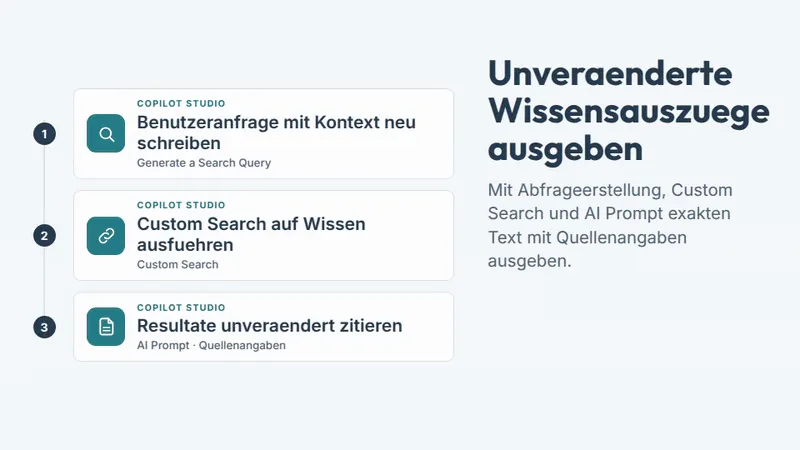 Unveraenderte
Wissensauszuege
ausgeben
Mit Abfrageerstellung, Custom
Search und AI Prompt exakten
Text mit Quellenangaben
ausgeben.
1
COPILOT STUDIO
Benutzeranfrage mit Kontext neu
schreiben
Generate a Search Query
2
COPILOT STUDIO
Custom Search auf Wissen
ausfuehren
Custom Search
3
COPILOT STUDIO
Resultate unveraendert zitieren
AI Prompt · Quellenangaben